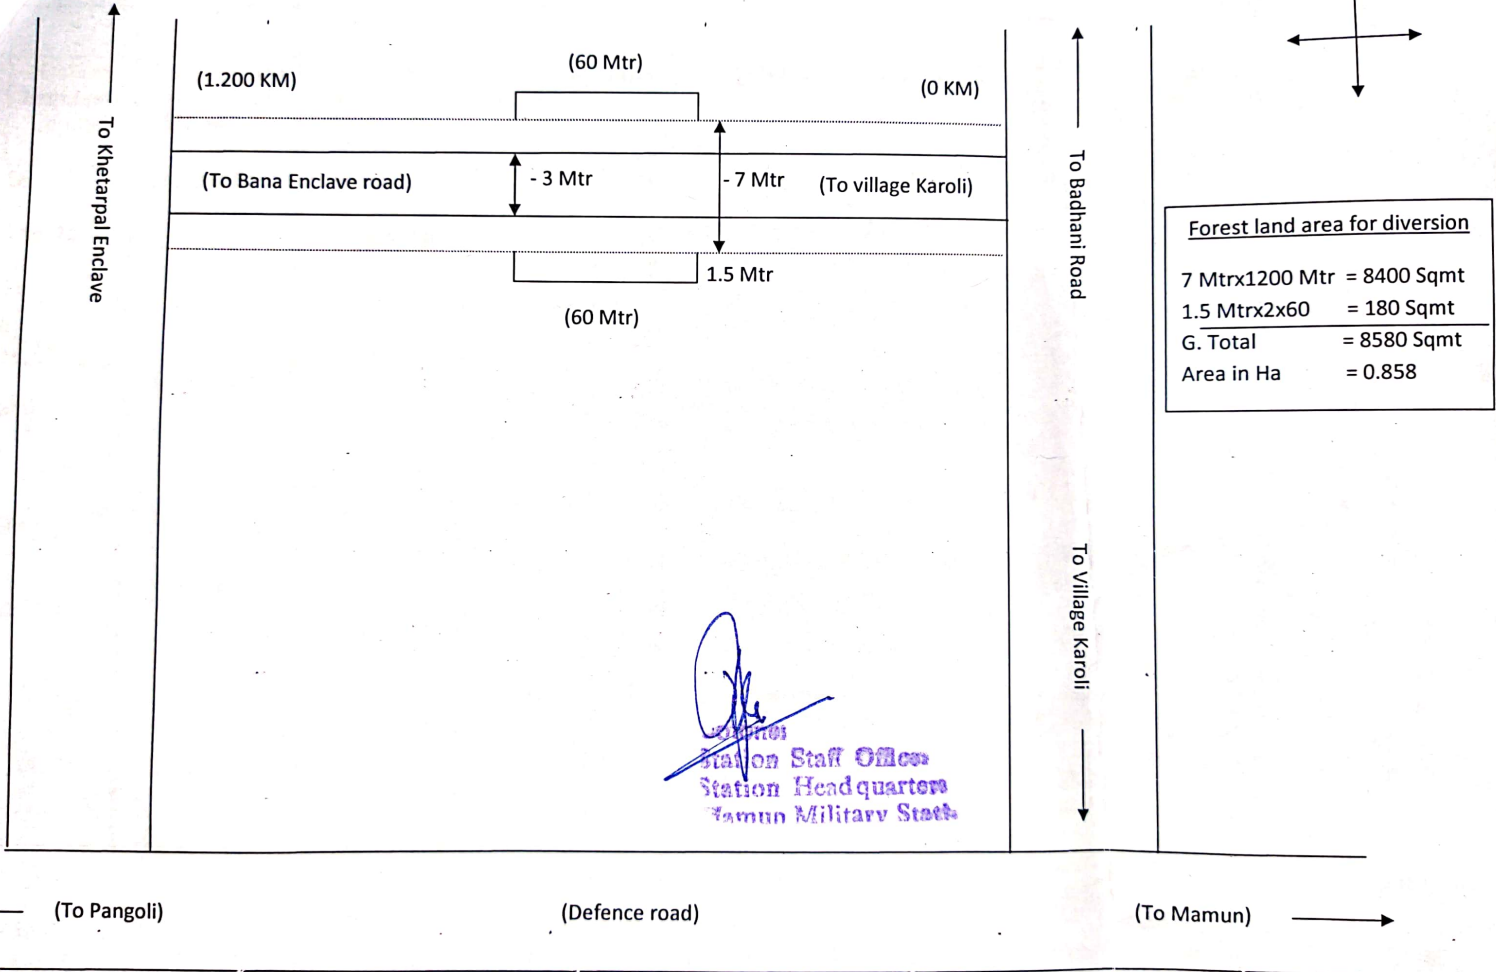 (60 Mtr)
(1.200 KM)
(0 KM)
To Khetarpal Enclave
(To Bana Enclave road)
- 3 Mtr
- 7 Mtr
(To village Karoli)
To Badhani Road
1.5 Mtr
(60 Mtr)
Forest land area for diversion
7 Mtrx1200 Mtr = 8400 Sqmt
1.5 Mtrx2x60 = 180 Sqmt
G. Total = 8580 Sqmt
Area in Ha = 0.858
To Village Karoli
Station Staff Officer
Station Headquarters
Mamun Military
(To Pangoli)
(Defence road)
(To Mamun)